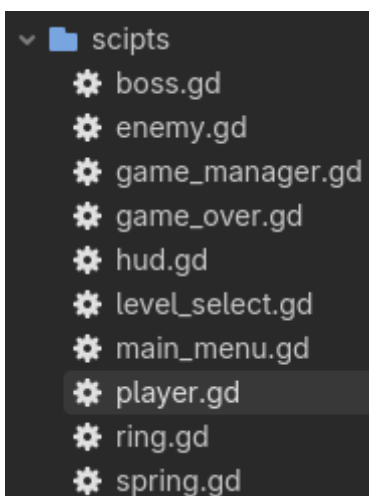 scipts
boss.gd
enemy.gd
game_manager.gd
game_over.gd
hud.gd
level_select.gd
main_menu.gd
player.gd
ring.gd
spring.gd